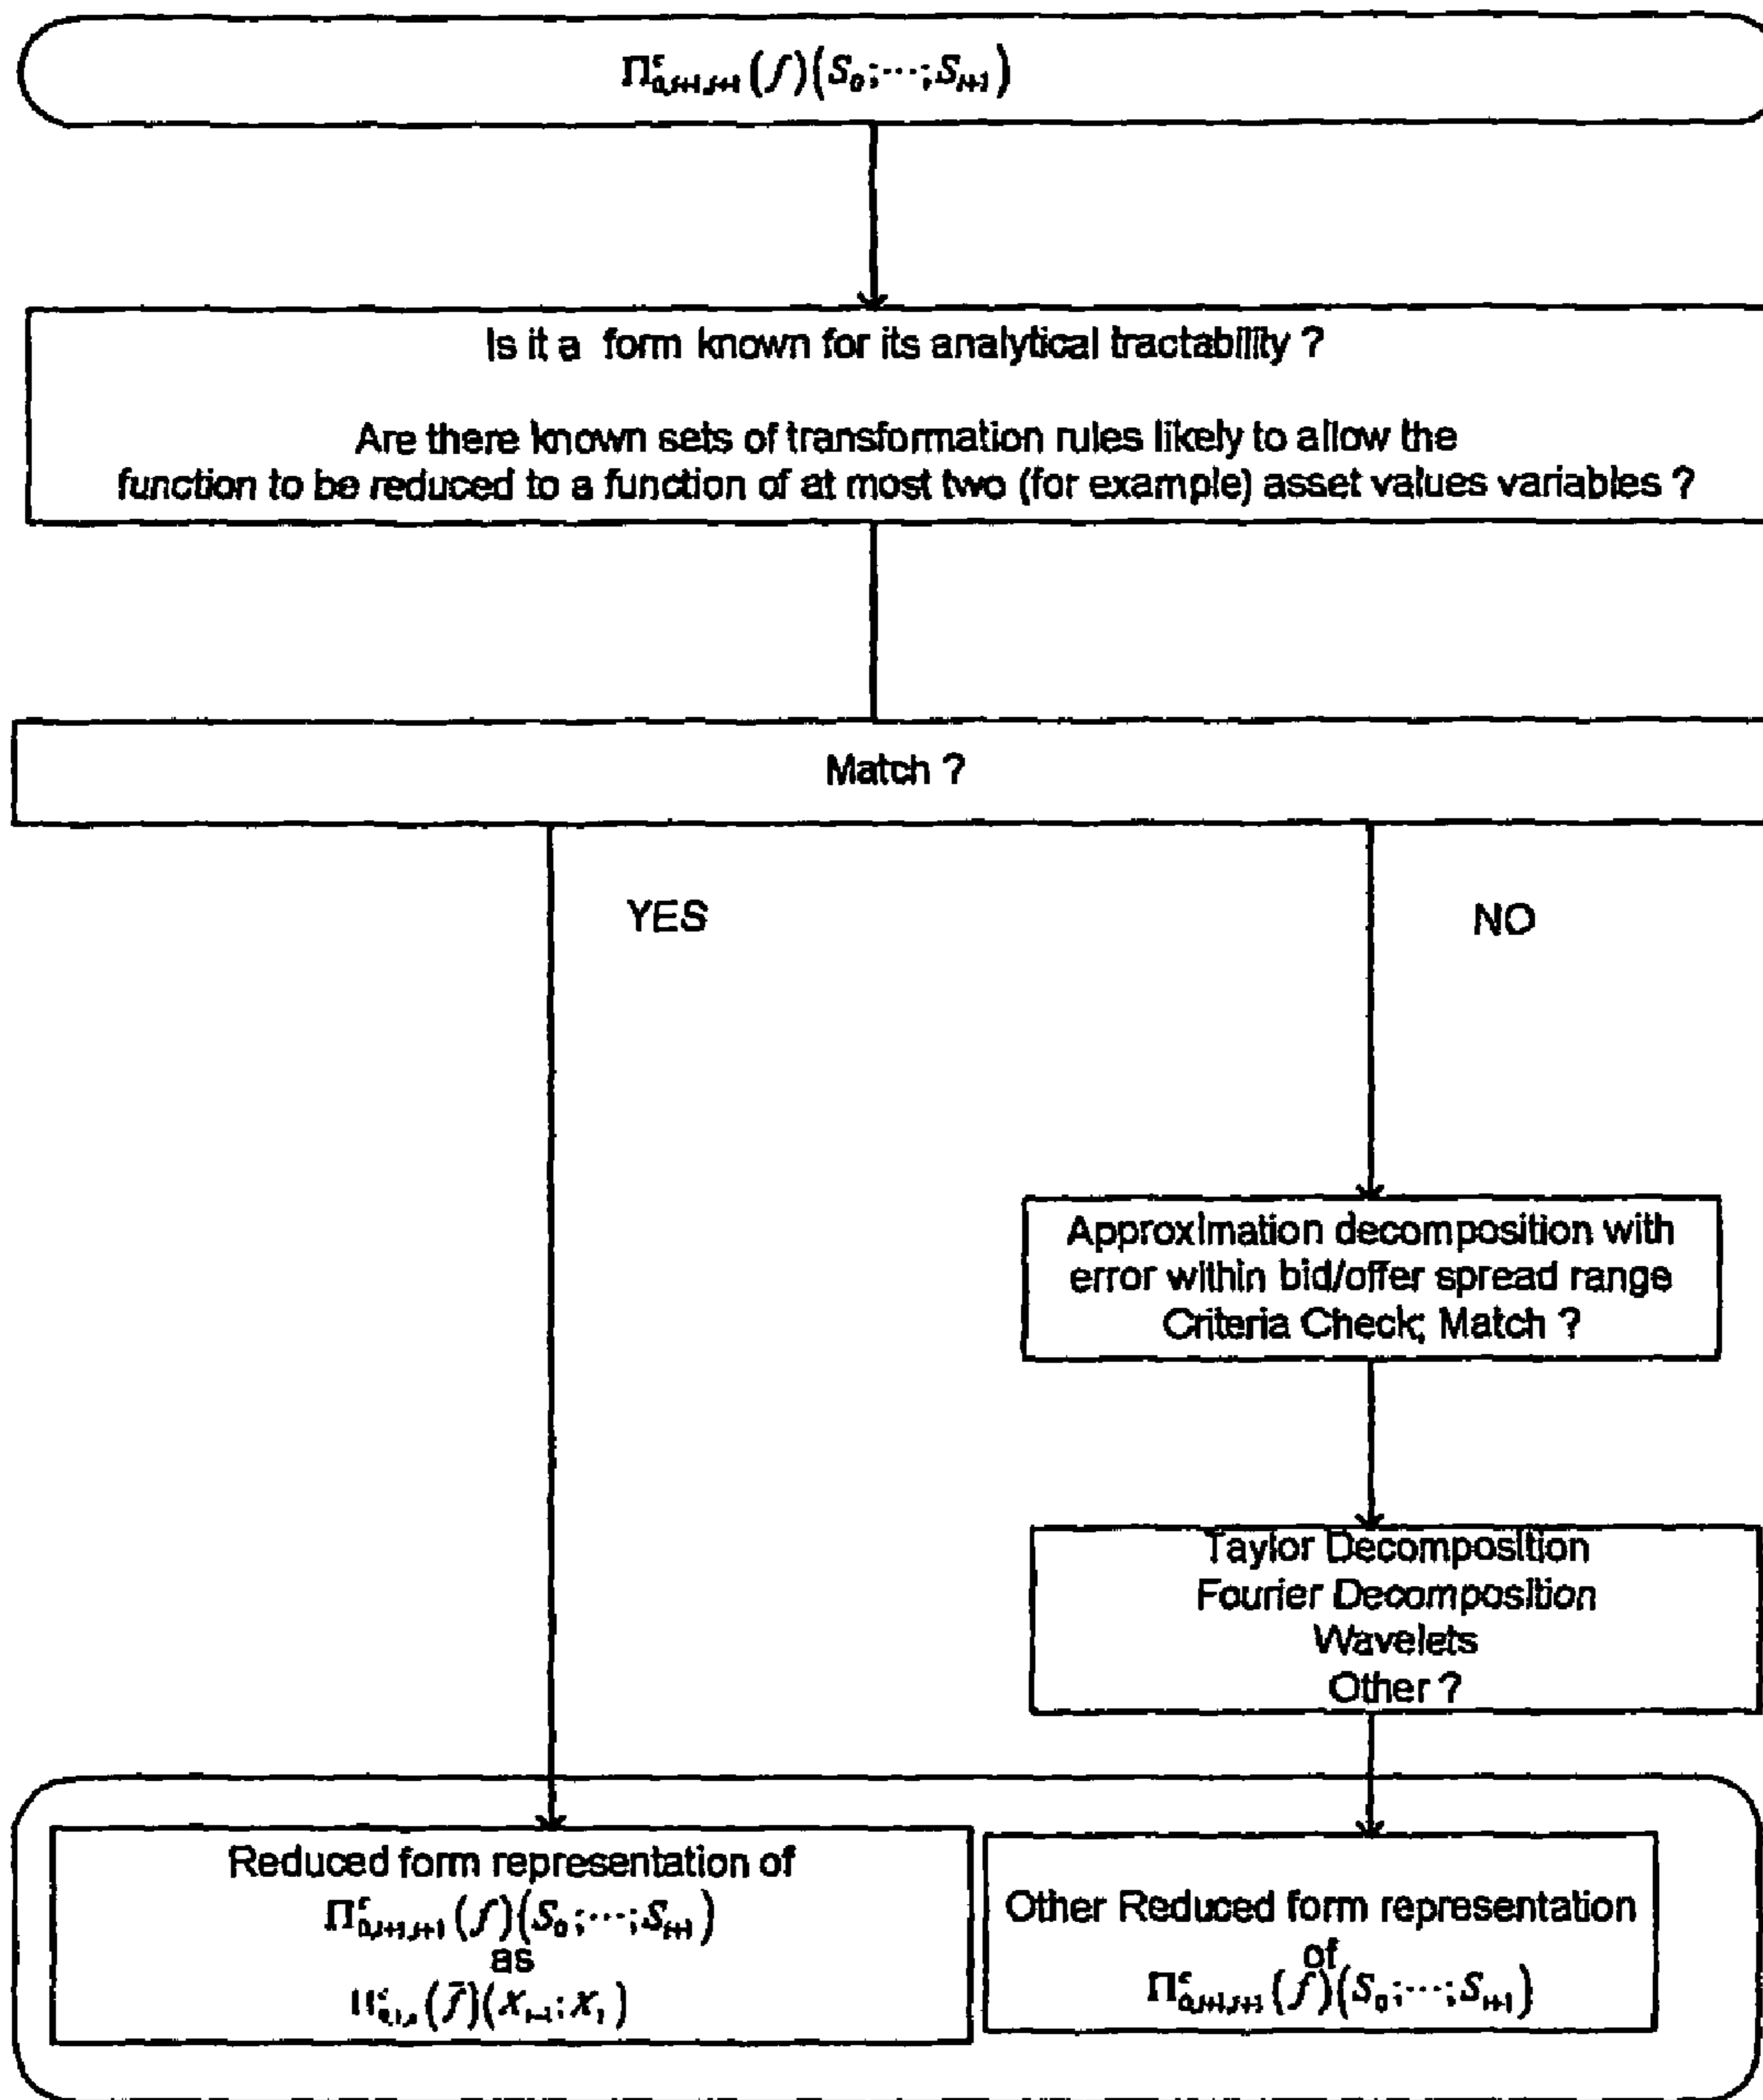 Π^c_{0,i+1,i+1}(f)(S_0;⋯;S_{i+1})
Is it a form known for its analytical tractability ?
Are there known sets of transformation rules likely to allow the
function to be reduced to a function of at most two (for example) asset values variables ?
Match ?
YES
NO
Approximation decomposition with
error within bid/offer spread range
Criteria Check; Match ?
Taylor Decomposition
Fourier Decomposition
Wavelets
Other ?
Reduced form representation of
Π^c_{0,i+1,i+1}(f)(S_0;⋯;S_{i+1})
as
(f̄)
Other Reduced form representation
of
Π^c_{0,i+1,i+1}(f)(S_0;⋯;S_{i+1})